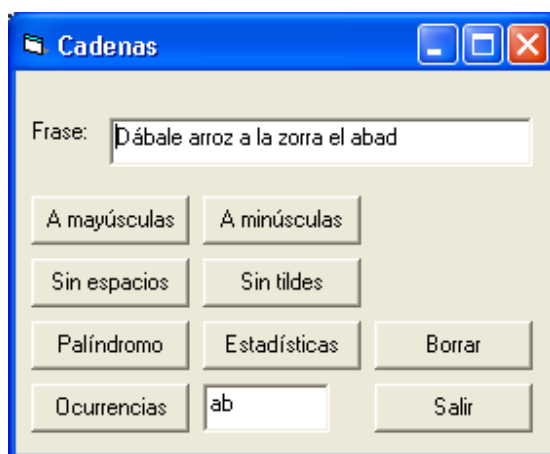 Cadenas
Frase: Dábale arroz a la zorra el abad
A mayúsculas A minúsculas
Sin espacios Sin tildes
Palíndromo Estadísticas Borrar
Ocurrencias ab Salir